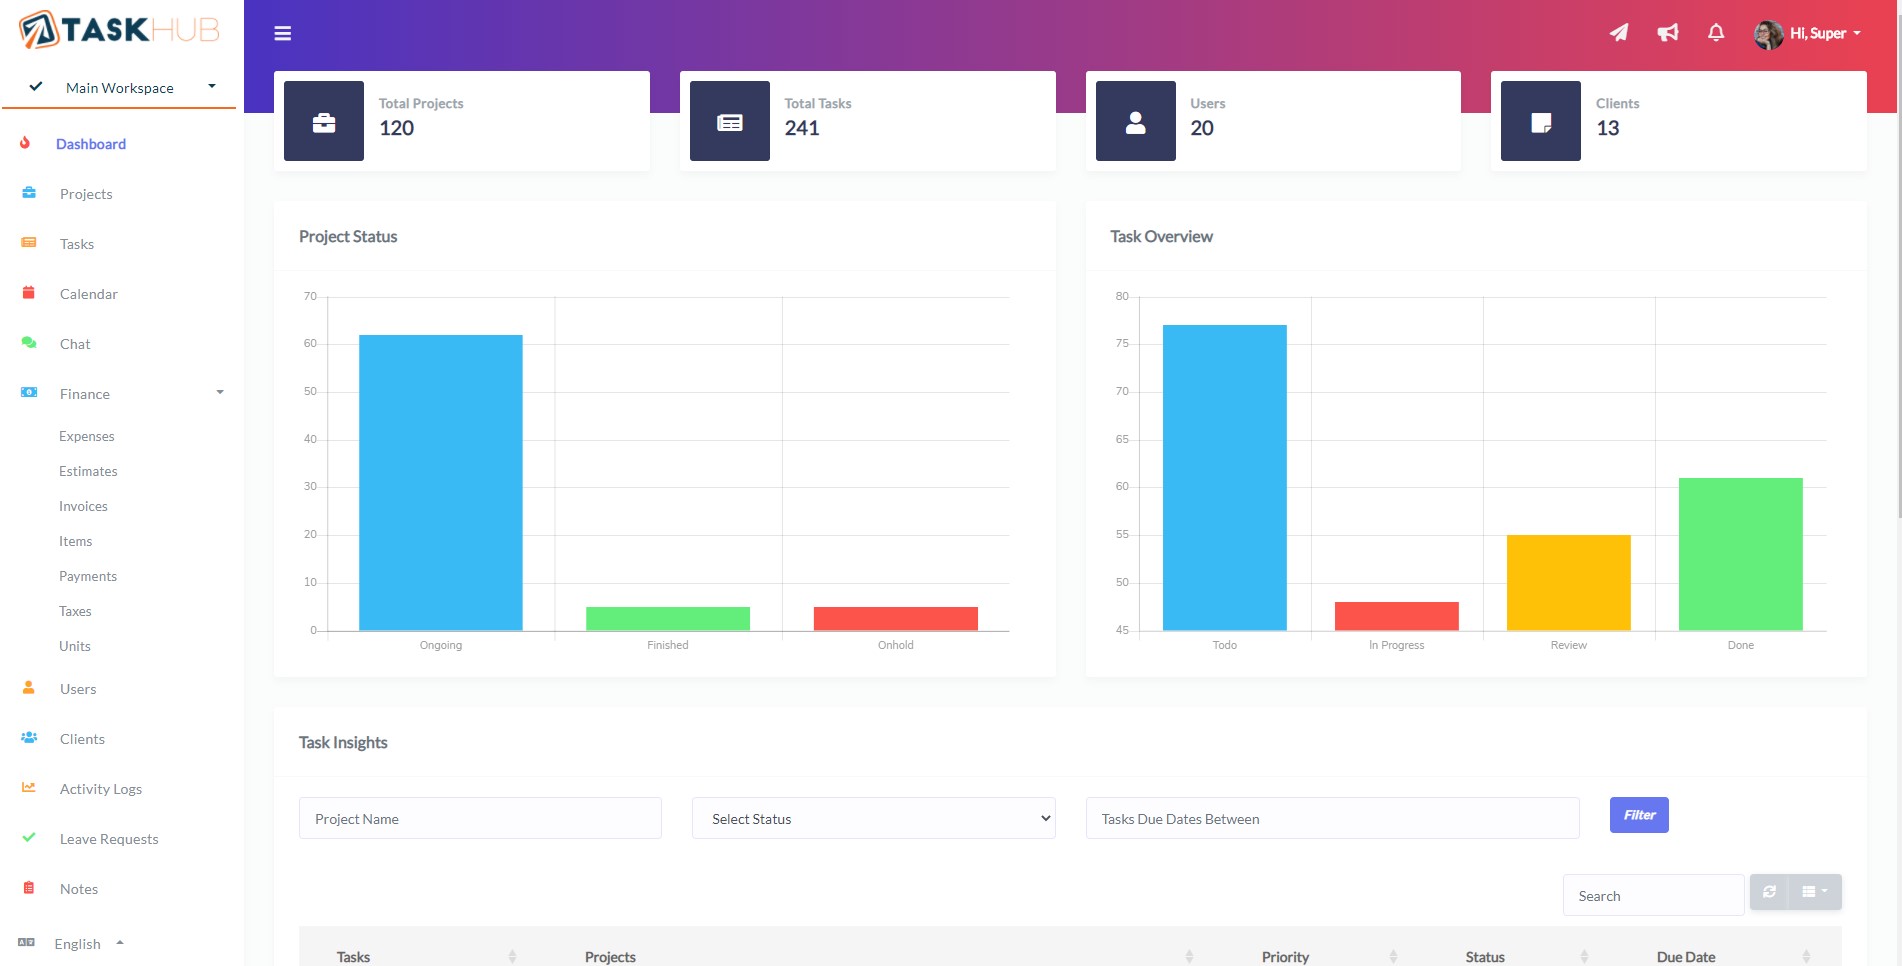 TASKHUB
Main Workspace
Dashboard
Projects
Tasks
Calendar
Chat
Finance
Expenses
Estimates
Invoices
Items
Payments
Taxes
Units
Users
Clients
Activity Logs
Leave Requests
Notes
English
Hi, Super
Total Projects
120
Total Tasks
241
Users
20
Clients
13
Project Status
70
60
50
40
30
20
10
0
Ongoing Finished Onhold
Task Overview
80
75
70
65
60
55
50
45
Todo In Progress Review Done
Task Insights
Project Name Select Status Tasks Due Dates Between Filter
Search
Tasks Projects Priority Status Due Date